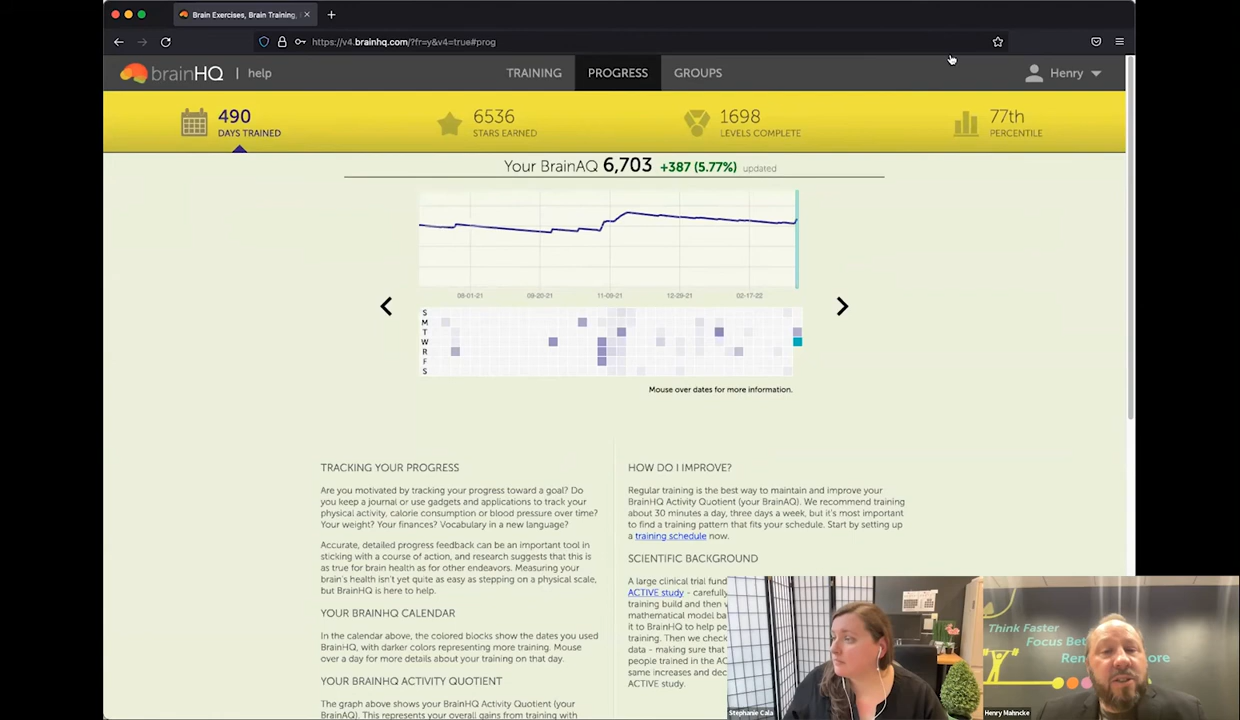 Brain Exercises, Brain Training,
https://v4.brainhq.com/?fr=y&v4=true#prog
brainHQ | help
TRAINING
PROGRESS
GROUPS
Henry
490
DAYS TRAINED
6536
STARS EARNED
1698
LEVELS COMPLETE
77th
PERCENTILE
Your BrainAQ 6,703 +387 (5.77%) updated
08-01-21 09-20-21 11-09-21 12-29-21 02-17-22
S
M
T
W
R
F
S
Mouse over dates for more information.
TRACKING YOUR PROGRESS
Are you motivated by tracking your progress toward a goal? Do
you keep a journal or use gadgets and applications to track your
physical activity, calorie consumption or blood pressure over time?
Your weight? Your finances? Vocabulary in a new language?
Accurate, detailed progress feedback can be an important tool in
sticking with a course of action, and research suggests that this is
as true for brain health as for other endeavors. Measuring your
brain's health isn't yet quite as easy as stepping on a physical scale,
but BrainHQ is here to help.
YOUR BRAINHQ CALENDAR
In the calendar above, the colored blocks show the dates you used
BrainHQ, with darker colors representing more training. Mouse
over a day for more details about your training on that day.
YOUR BRAINHQ ACTIVITY QUOTIENT
The graph above shows your BrainHQ Activity Quotient (your
BrainAQ). This represents your overall gains from training with
HOW DO I IMPROVE?
Regular training is the best way to maintain and improve your
BrainHQ Activity Quotient (your BrainAQ). We recommend training
about 30 minutes a day, three days a week, but it's most important
to find a training pattern that fits your schedule. Start by setting up
a training schedule now.
SCIENTIFIC BACKGROUND
A large clinical trial fund
ACTIVE study - carefully
training build and then v
mathematical model ba
it to BrainHQ to help pe
training. Then we check
data - making sure that
people trained in the AC
same increases and dec
ACTIVE study.
Think Faster
Focus Be
Re
ore
Stephanie Cala
Henry Mahncke